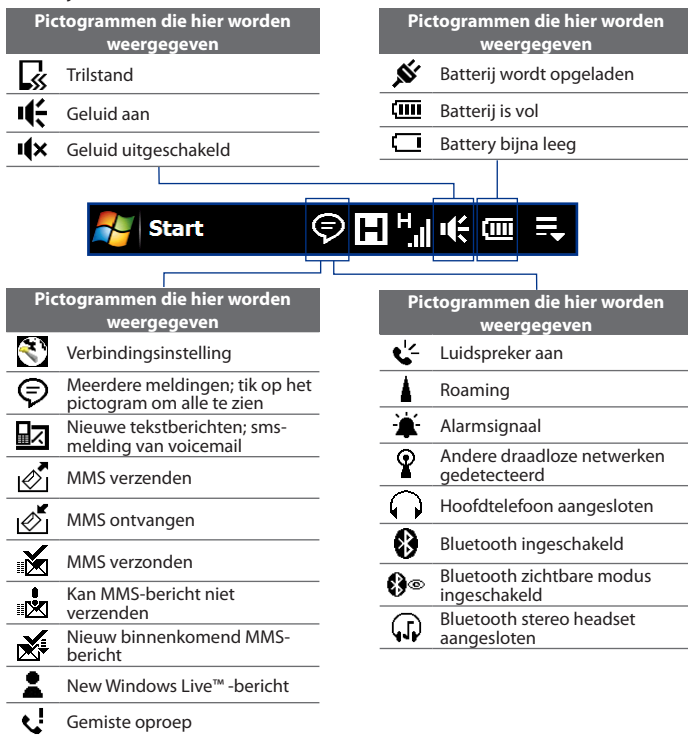 Pictogrammen die hier worden
weergegeven
Trilstand
Geluid aan
Geluid uitgeschakeld
Pictogrammen die hier worden
weergegeven
Batterij wordt opgeladen
Batterij is vol
Battery bijna leeg
Start
H
H
Pictogrammen die hier worden
weergegeven
Verbindingsinstelling
Meerdere meldingen; tik op het
pictogram om alle te zien
Nieuwe tekstberichten; sms-
melding van voicemail
MMS verzenden
MMS ontvangen
MMS verzonden
Kan MMS-bericht niet
verzenden
Nieuw binnenkomend MMS-
bericht
New Windows Live™ -bericht
Gemiste oproep
Pictogrammen die hier worden
weergegeven
Luidspreker aan
Roaming
Alarmsignaal
Andere draadloze netwerken
gedetecteerd
Hoofdtelefoon aangesloten
Bluetooth ingeschakeld
Bluetooth zichtbare modus
ingeschakeld
Bluetooth stereo headset
aangesloten